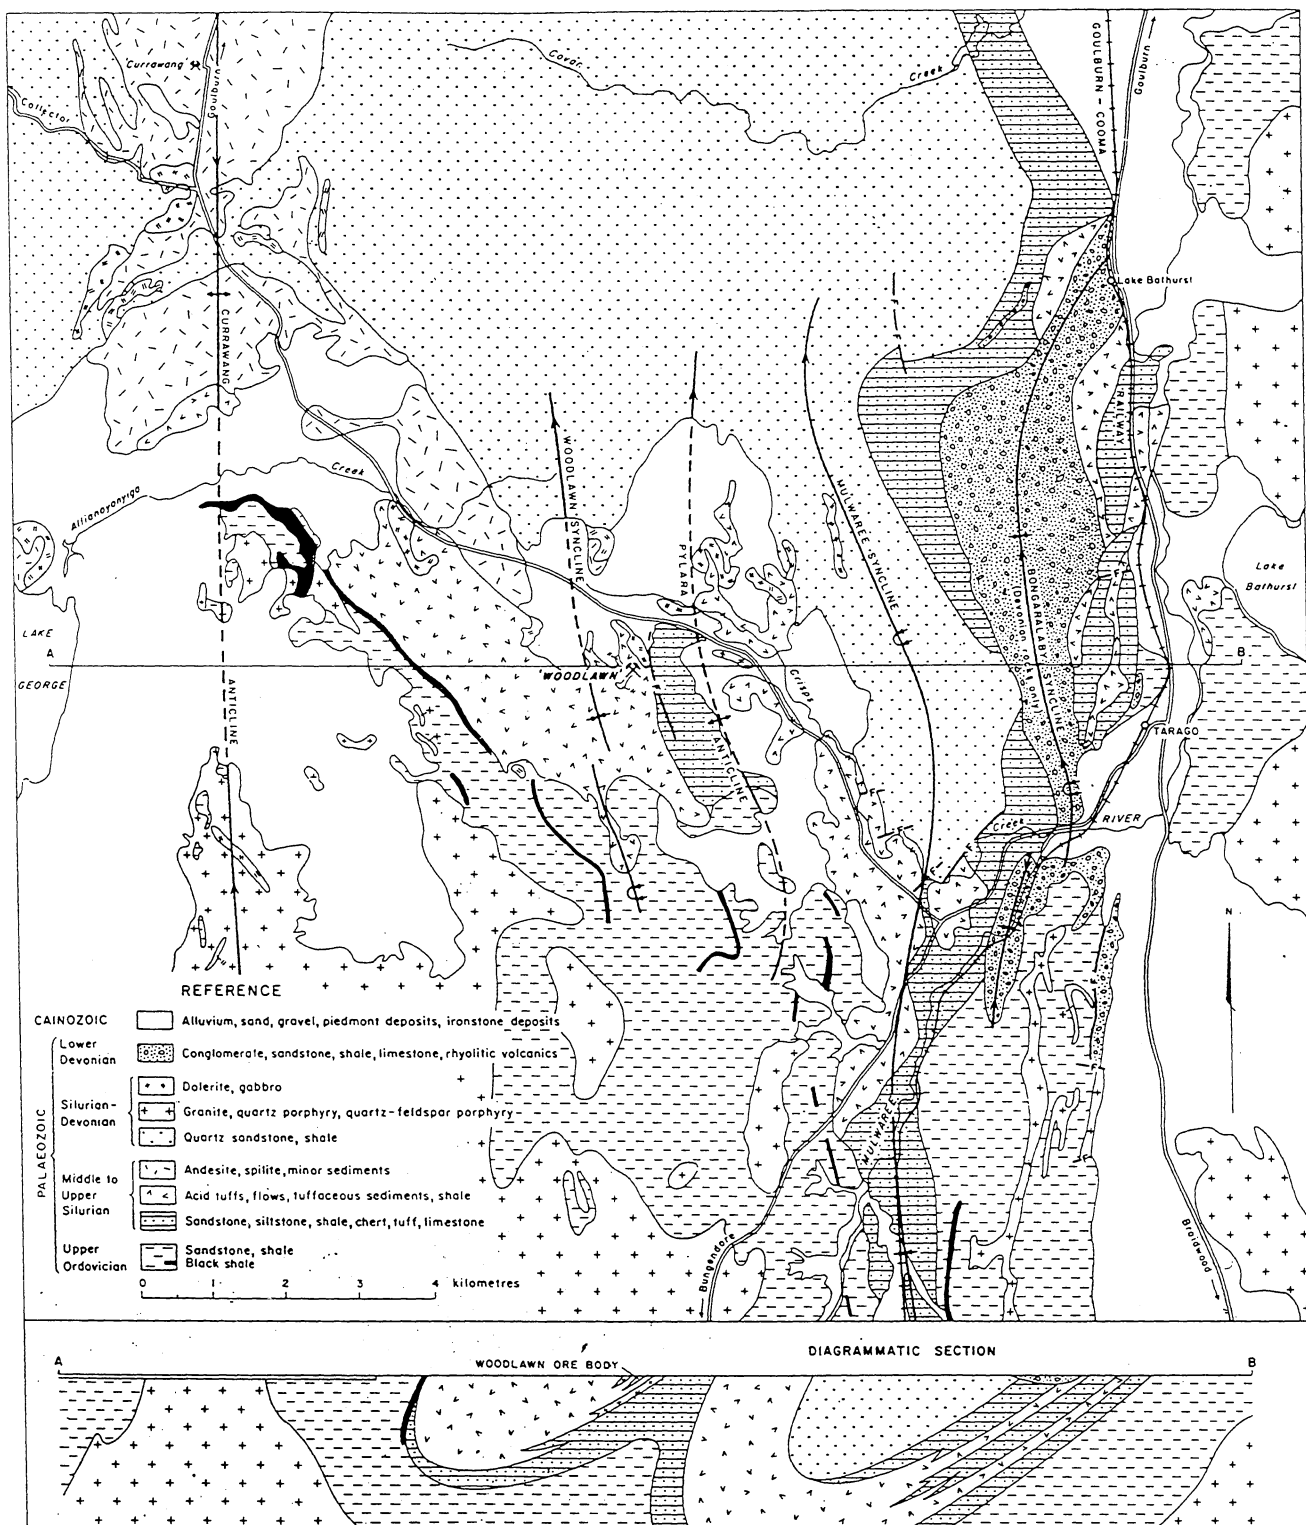 'Currawang'
Goulburn
Collector
Covan
Creek
GOULBURN - COOMA
Goulburn
Lake Bathurst
CURRAWANG
RAILWAY
Creek
Allianoyonyiga
WOODLAWN SYNCLINE
PYLARA
MULWAREE SYNCLINE
BONGARALABY SYNCLINE
(Devonian rocks only)
Lake
Bathurst
LAKE
A
GEORGE
B
'WOODLAWN'
Crisps
ANTICLINE
ANTICLINE
TARAGO
Creek
RIVER
F
F
F
F
N
REFERENCE
CAINOZOIC
Alluvium, sand, gravel, piedmont deposits, ironstone deposits
PALAEOZOIC
Lower
Devonian
Conglomerate, sandstone, shale, limestone, rhyolitic volcanics
Silurian-
Devonian
Dolerite, gabbro
Granite, quartz porphyry, quartz-feldspar porphyry
Quartz sandstone, shale
Middle to
Upper
Silurian
Andesite, spilite, minor sediments
Acid tuffs, flows, tuffaceous sediments, shale
Sandstone, siltstone, shale, chert, tuff, limestone
Upper
Ordovician
Sandstone, shale
Black shale
0 1 2 3 4 kilometres
MULWAREE
Bungendore
Braidwood
DIAGRAMMATIC SECTION
A
WOODLAWN ORE BODY
B